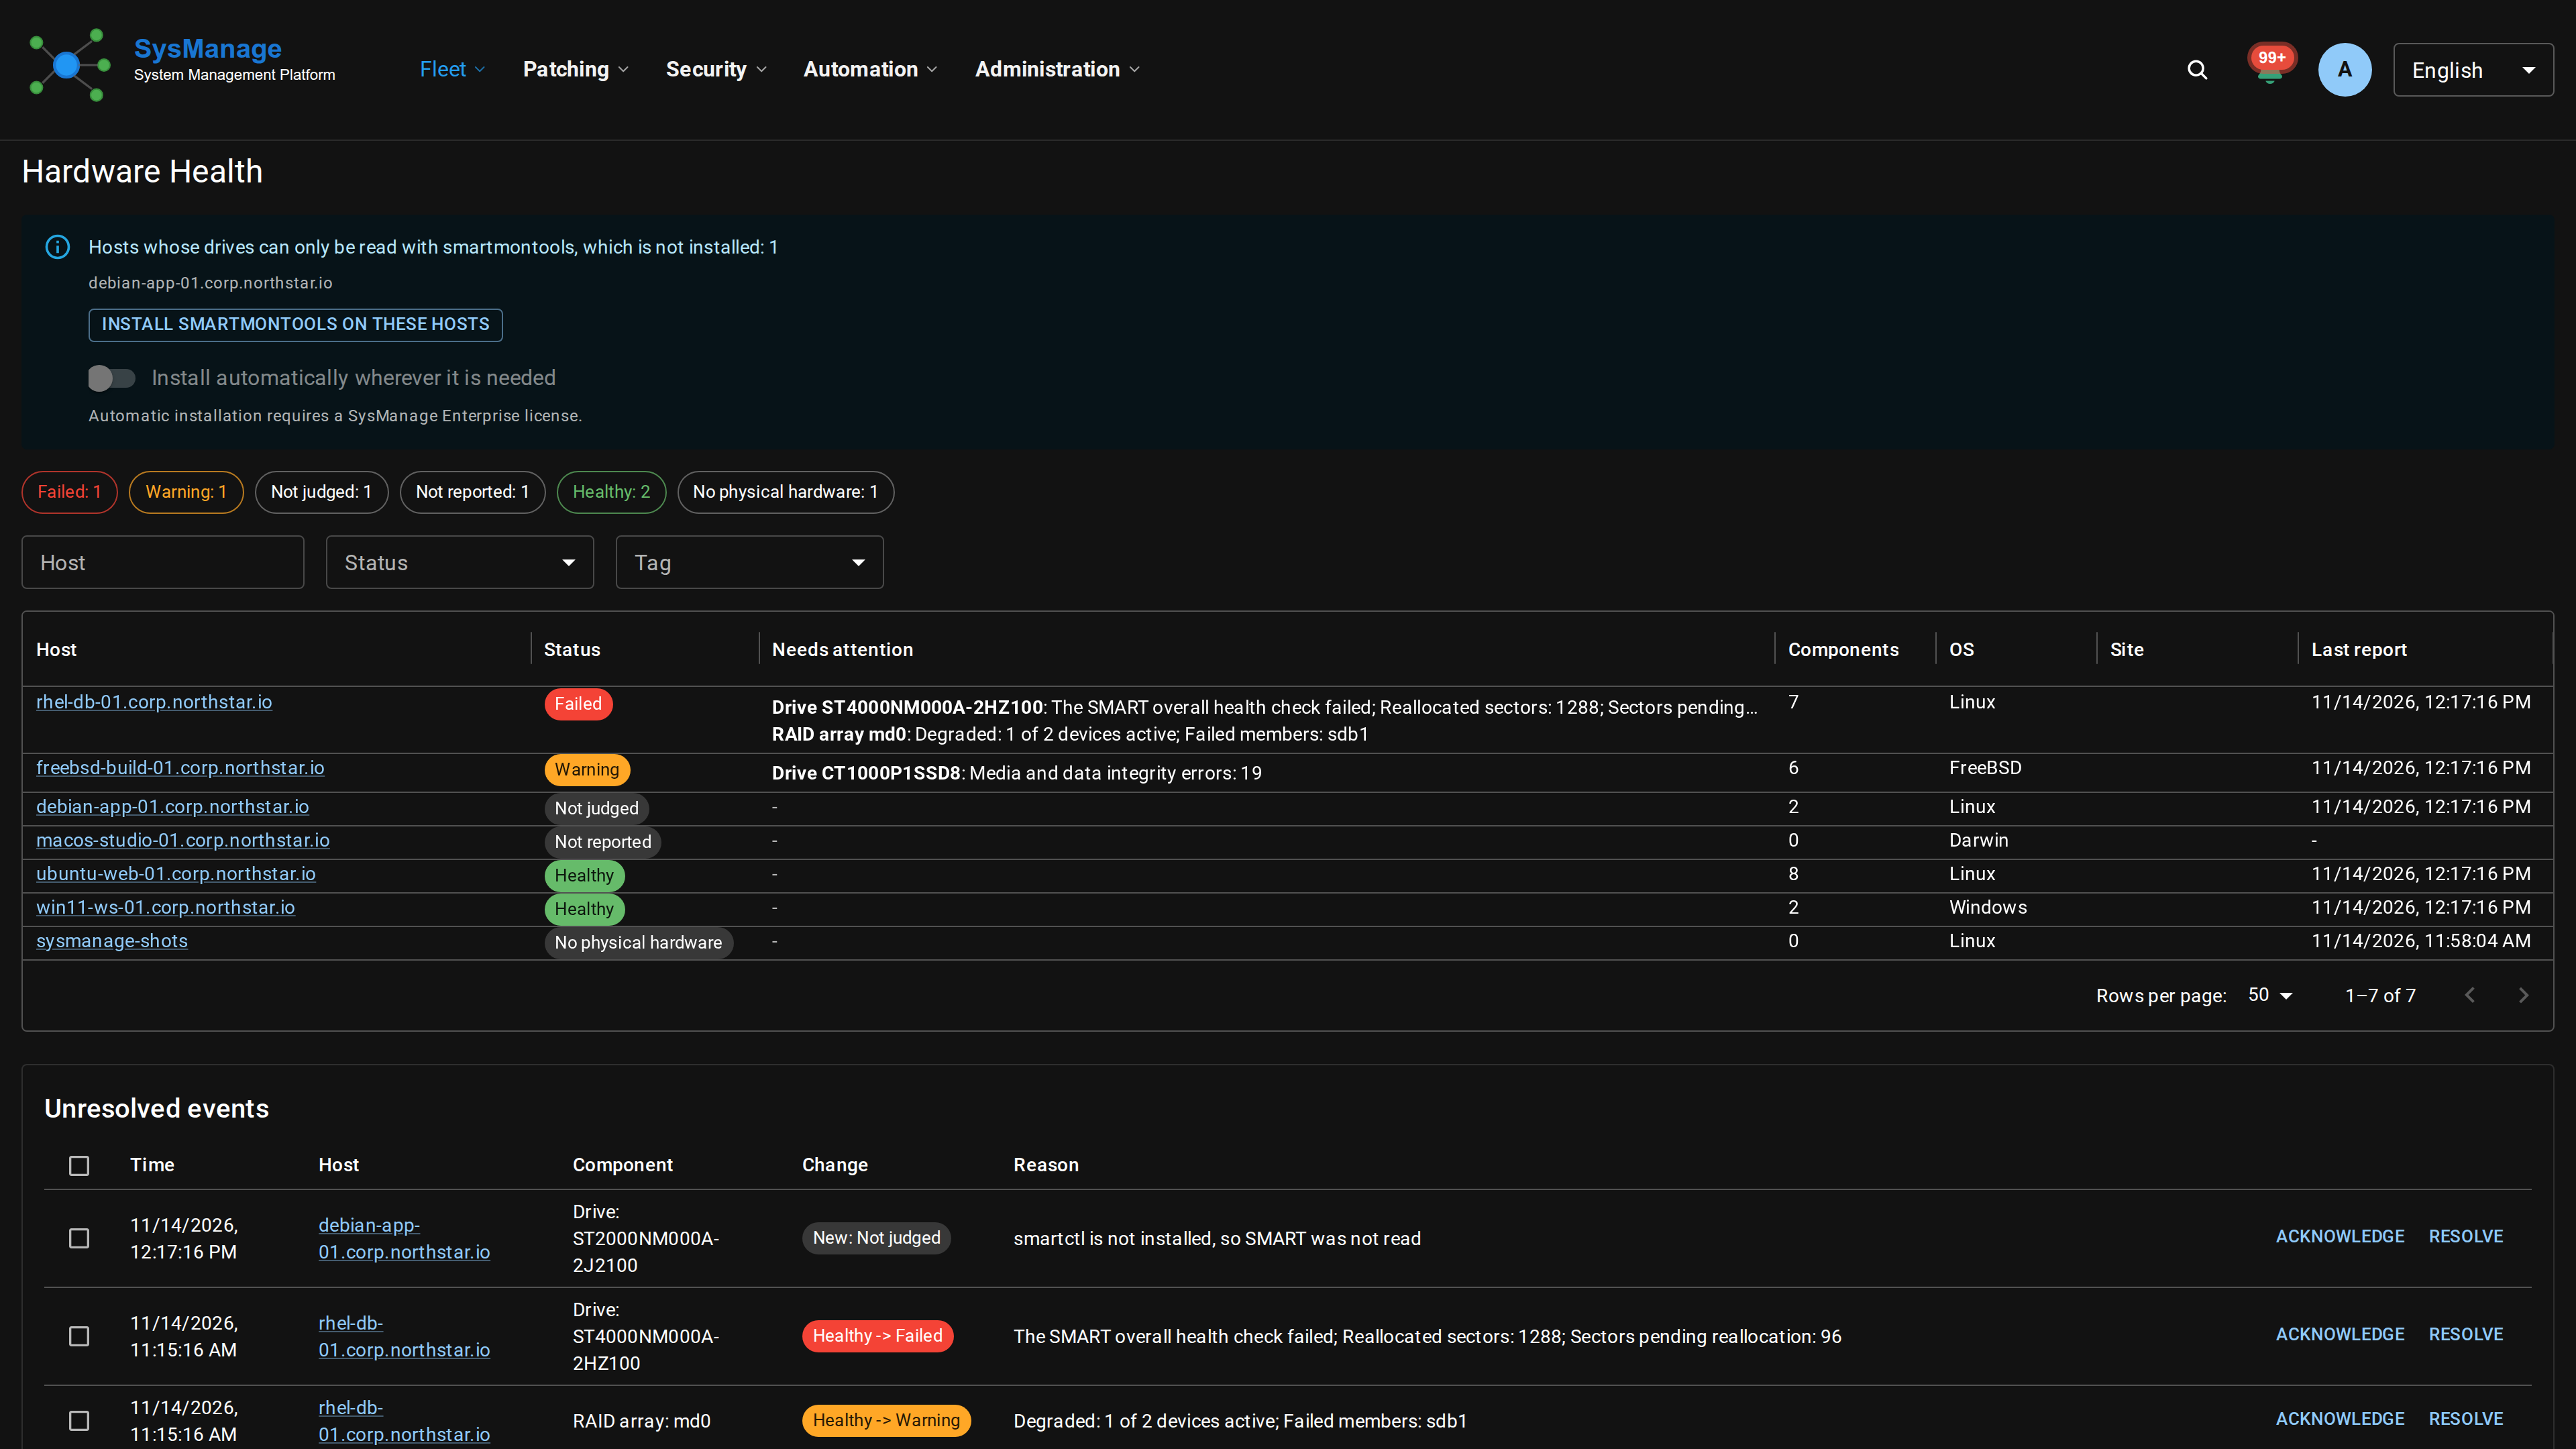 SysManage
System Management Platform
Fleet
Patching
Security
Automation
Administration
99+
A
English
Hardware Health
Hosts whose drives can only be read with smartmontools, which is not installed: 1
debian-app-01.corp.northstar.io
INSTALL SMARTMONTOOLS ON THESE HOSTS
Install automatically wherever it is needed
Automatic installation requires a SysManage Enterprise license.
Failed: 1
Warning: 1
Not judged: 1
Not reported: 1
Healthy: 2
No physical hardware: 1
Host
Status
Tag
Host Status Needs attention Components OS Site Last report
rhel-db-01.corp.northstar.io Failed Drive ST4000NM000A-2HZ100: The SMART overall health check failed; Reallocated sectors: 1288; Sectors pending... 7 Linux 11/14/2026, 12:17:16 PM
RAID array md0: Degraded: 1 of 2 devices active; Failed members: sdb1
freebsd-build-01.corp.northstar.io Warning Drive CT1000P1SSD8: Media and data integrity errors: 19 6 FreeBSD 11/14/2026, 12:17:16 PM
debian-app-01.corp.northstar.io Not judged - 2 Linux 11/14/2026, 12:17:16 PM
macos-studio-01.corp.northstar.io Not reported - 0 Darwin -
ubuntu-web-01.corp.northstar.io Healthy - 8 Linux 11/14/2026, 12:17:16 PM
win11-ws-01.corp.northstar.io Healthy - 2 Windows 11/14/2026, 12:17:16 PM
sysmanage-shots No physical hardware - 0 Linux 11/14/2026, 11:58:04 AM
Rows per page: 50 1–7 of 7
Unresolved events
Time Host Component Change Reason
11/14/2026,
12:17:16 PM
debian-app-
01.corp.northstar.io
Drive:
ST2000NM000A-
2J2100
New: Not judged
smartctl is not installed, so SMART was not read
ACKNOWLEDGE RESOLVE
11/14/2026,
11:15:16 AM
rhel-db-
01.corp.northstar.io
Drive:
ST4000NM000A-
2HZ100
Healthy -> Failed
The SMART overall health check failed; Reallocated sectors: 1288; Sectors pending reallocation: 96
ACKNOWLEDGE RESOLVE
11/14/2026,
11:15:16 AM
rhel-db-
01.corp.northstar.io
RAID array: md0
Healthy -> Warning
Degraded: 1 of 2 devices active; Failed members: sdb1
ACKNOWLEDGE RESOLVE